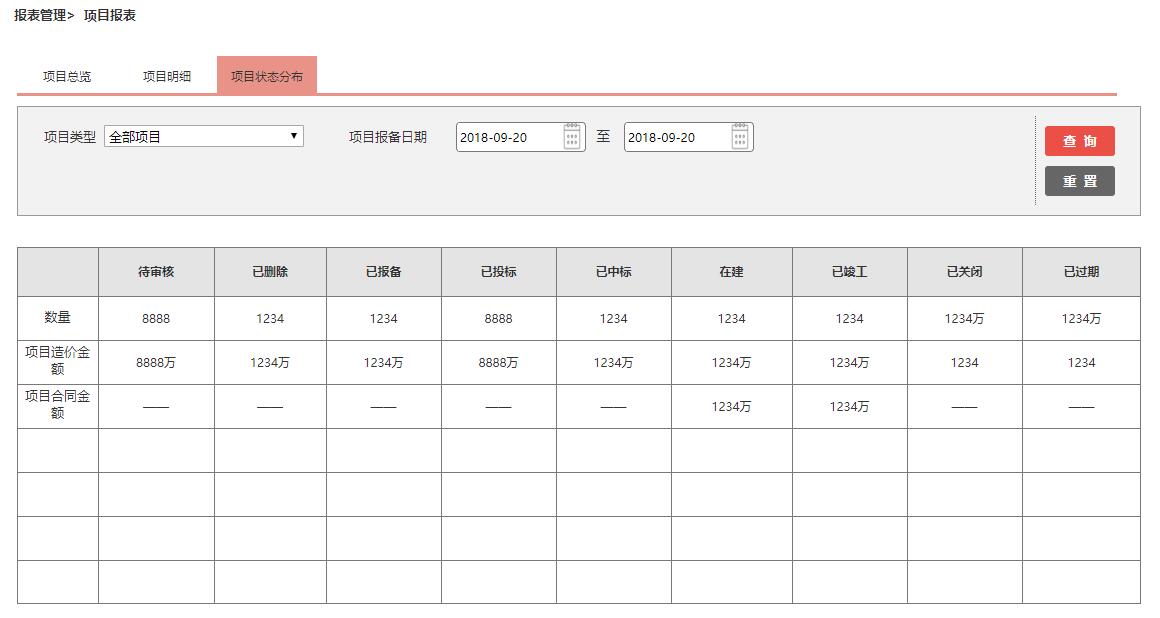 报表管理> 项目报表
项目总览 项目明细 项目状态分布
项目类型 全部项目 项目报备日期 2018-09-20 至 2018-09-20 查 询
重 置
待审核 已删除 已报备 已投标 已中标 在建 已竣工 已关闭 已过期
数量 8888 1234 1234 8888 1234 1234 1234 1234万 1234万
项目造价金额 8888万 1234万 1234万 8888万 1234万 1234万 1234万 1234 1234
项目合同金额 —— —— —— —— —— 1234万 1234万 —— ——